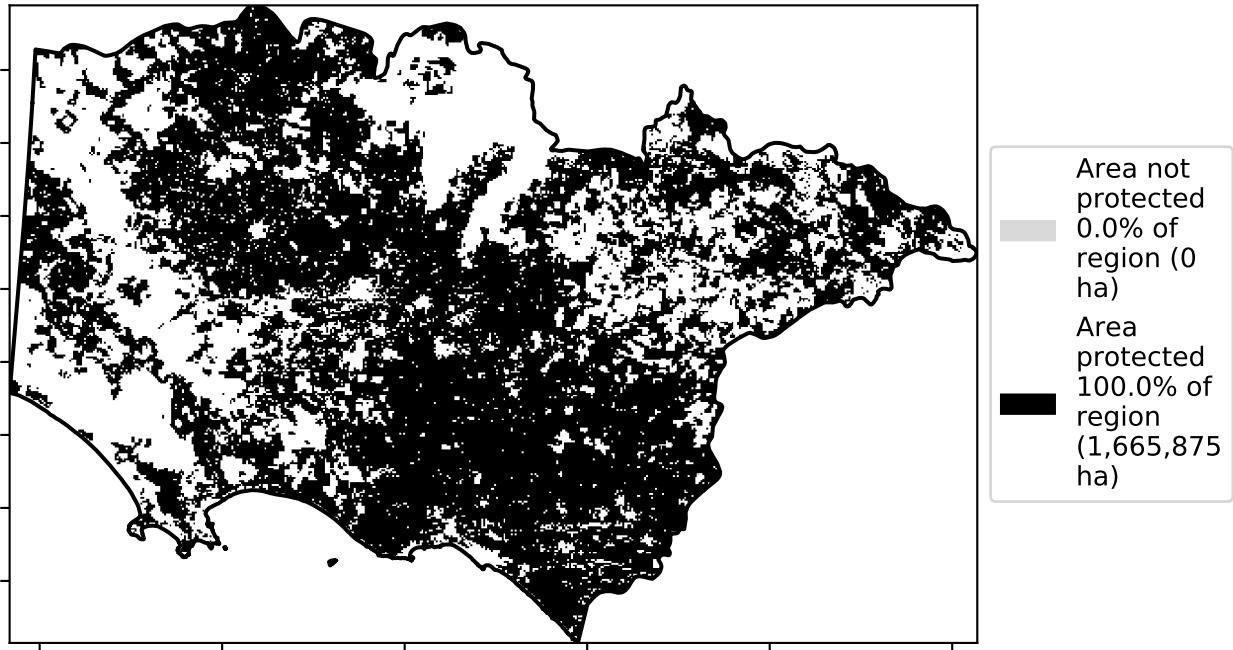 Area not
protected
0.0% of
region (0
ha)
Area
protected
100.0% of
region
(1,665,875
ha)